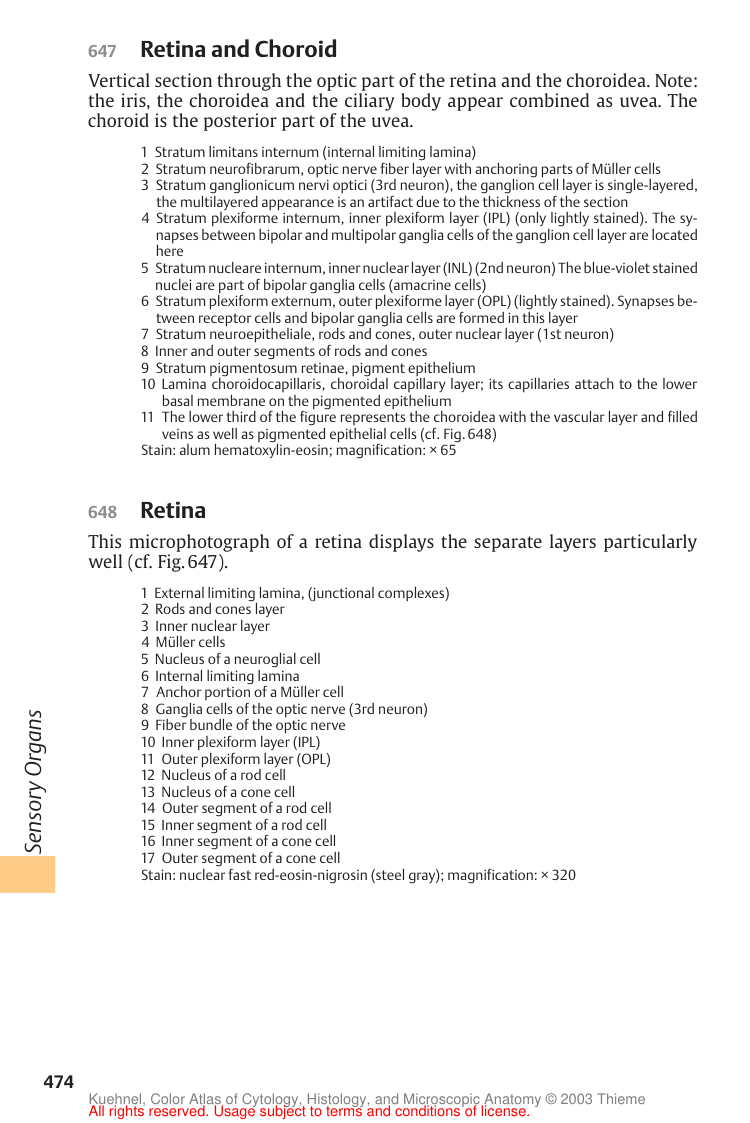 647 Retina and Choroid
Vertical section through the optic part of the retina and the choroidea. Note:
the iris, the choroidea and the ciliary body appear combined as uvea. The
choroid is the posterior part of the uvea.
1 Stratum limitans internum (internal limiting lamina)
2 Stratum neurofibrarum, optic nerve fiber layer with anchoring parts of Müller cells
3 Stratum ganglionicum nervi optici (3rd neuron), the ganglion cell layer is single-layered,
the multilayered appearance is an artifact due to the thickness of the section
4 Stratum plexiforme internum, inner plexiform layer (IPL) (only lightly stained). The sy-
napses between bipolar and multipolar ganglia cells of the ganglion cell layer are located
here
5 Stratum nucleare internum, inner nuclear layer (INL) (2nd neuron) The blue-violet stained
nuclei are part of bipolar ganglia cells (amacrine cells)
6 Stratum plexiform externum, outer plexiforme layer (OPL) (lightly stained). Synapses be-
tween receptor cells and bipolar ganglia cells are formed in this layer
7 Stratum neuroepitheliale, rods and cones, outer nuclear layer (1st neuron)
8 Inner and outer segments of rods and cones
9 Stratum pigmentosum retinae, pigment epithelium
10 Lamina choroidocapillaris, choroidal capillary layer; its capillaries attach to the lower
basal membrane on the pigmented epithelium
11 The lower third of the figure represents the choroidea with the vascular layer and filled
veins as well as pigmented epithelial cells (cf. Fig. 648)
Stain: alum hematoxylin-eosin; magnification: × 65
648 Retina
This microphotograph of a retina displays the separate layers particularly
well (cf. Fig. 647).
1 External limiting lamina, (junctional complexes)
2 Rods and cones layer
3 Inner nuclear layer
4 Müller cells
5 Nucleus of a neuroglial cell
6 Internal limiting lamina
7 Anchor portion of a Müller cell
8 Ganglia cells of the optic nerve (3rd neuron)
9 Fiber bundle of the optic nerve
10 Inner plexiform layer (IPL)
11 Outer plexiform layer (OPL)
12 Nucleus of a rod cell
13 Nucleus of a cone cell
14 Outer segment of a rod cell
15 Inner segment of a rod cell
16 Inner segment of a cone cell
17 Outer segment of a cone cell
Stain: nuclear fast red-eosin-nigrosin (steel gray); magnification: × 320
Sensory Organs
474
Kuehnel, Color Atlas of Cytology, Histology, and Microscopic Anatomy © 2003 Thieme
All rights reserved. Usage subject to terms and conditions of license.